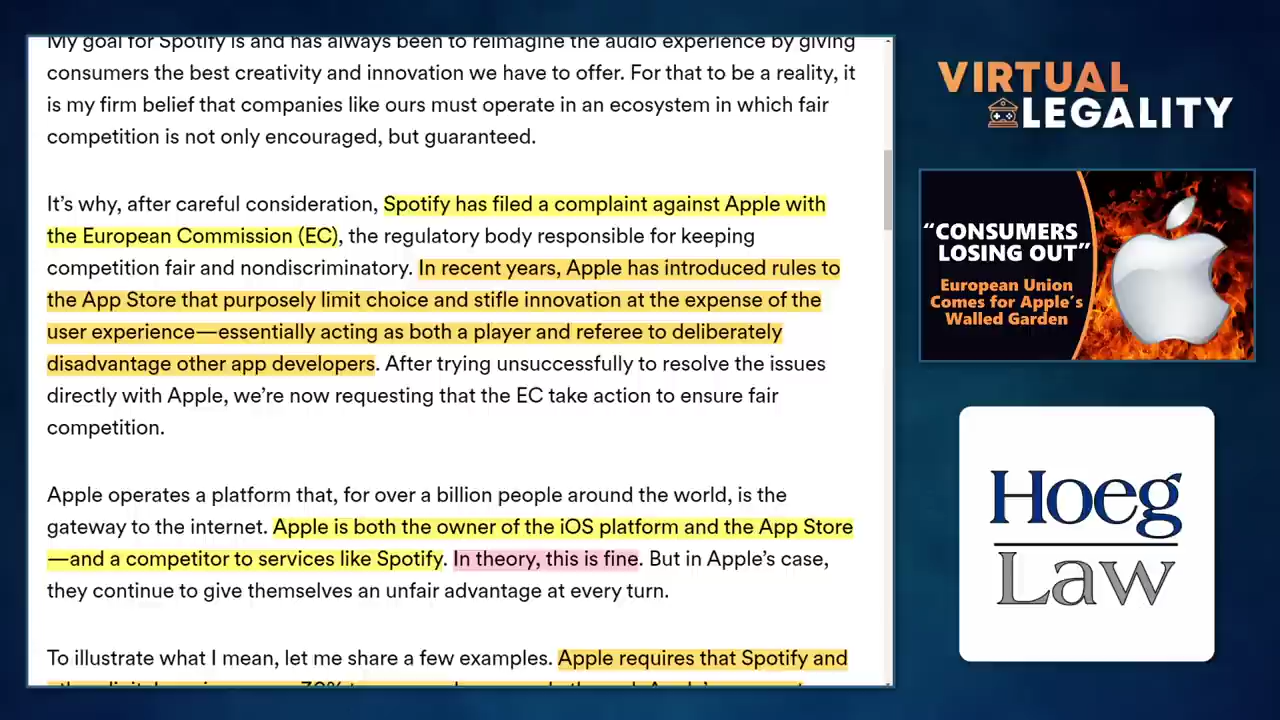 My goal for Spotify is and has always been to reimagine the audio experience by giving
consumers the best creativity and innovation we have to offer. For that to be a reality, it
is my firm belief that companies like ours must operate in an ecosystem in which fair
competition is not only encouraged, but guaranteed.
It’s why, after careful consideration, Spotify has filed a complaint against Apple with
the European Commission (EC), the regulatory body responsible for keeping
competition fair and nondiscriminatory. In recent years, Apple has introduced rules to
the App Store that purposely limit choice and stifle innovation at the expense of the
user experience—essentially acting as both a player and referee to deliberately
disadvantage other app developers. After trying unsuccessfully to resolve the issues
directly with Apple, we’re now requesting that the EC take action to ensure fair
competition.
Apple operates a platform that, for over a billion people around the world, is the
gateway to the internet. Apple is both the owner of the iOS platform and the App Store
—and a competitor to services like Spotify. In theory, this is fine. But in Apple’s case,
they continue to give themselves an unfair advantage at every turn.
To illustrate what I mean, let me share a few examples. Apple requires that Spotify and
VIRTUAL
LEGALITY
“CONSUMERS
LOSING OUT”
European Union
Comes for Apple’s
Walled Garden
Hoeg
Law